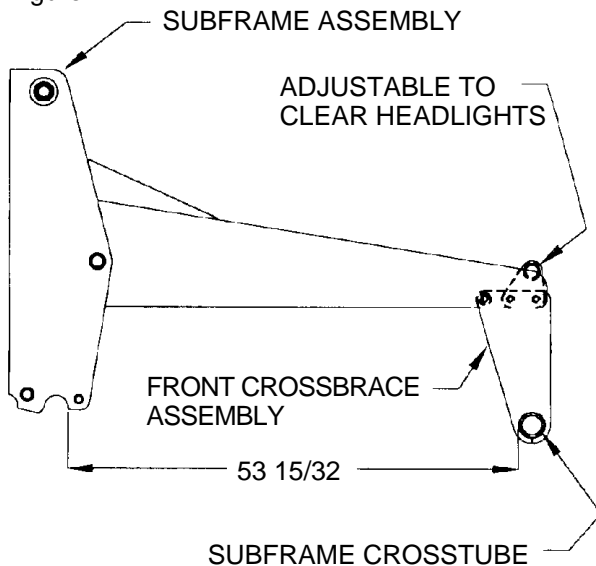 SUBFRAME ASSEMBLY
ADJUSTABLE TO
CLEAR HEADLIGHTS
FRONT CROSSBRACE
ASSEMBLY
53 15/32
SUBFRAME CROSSTUBE